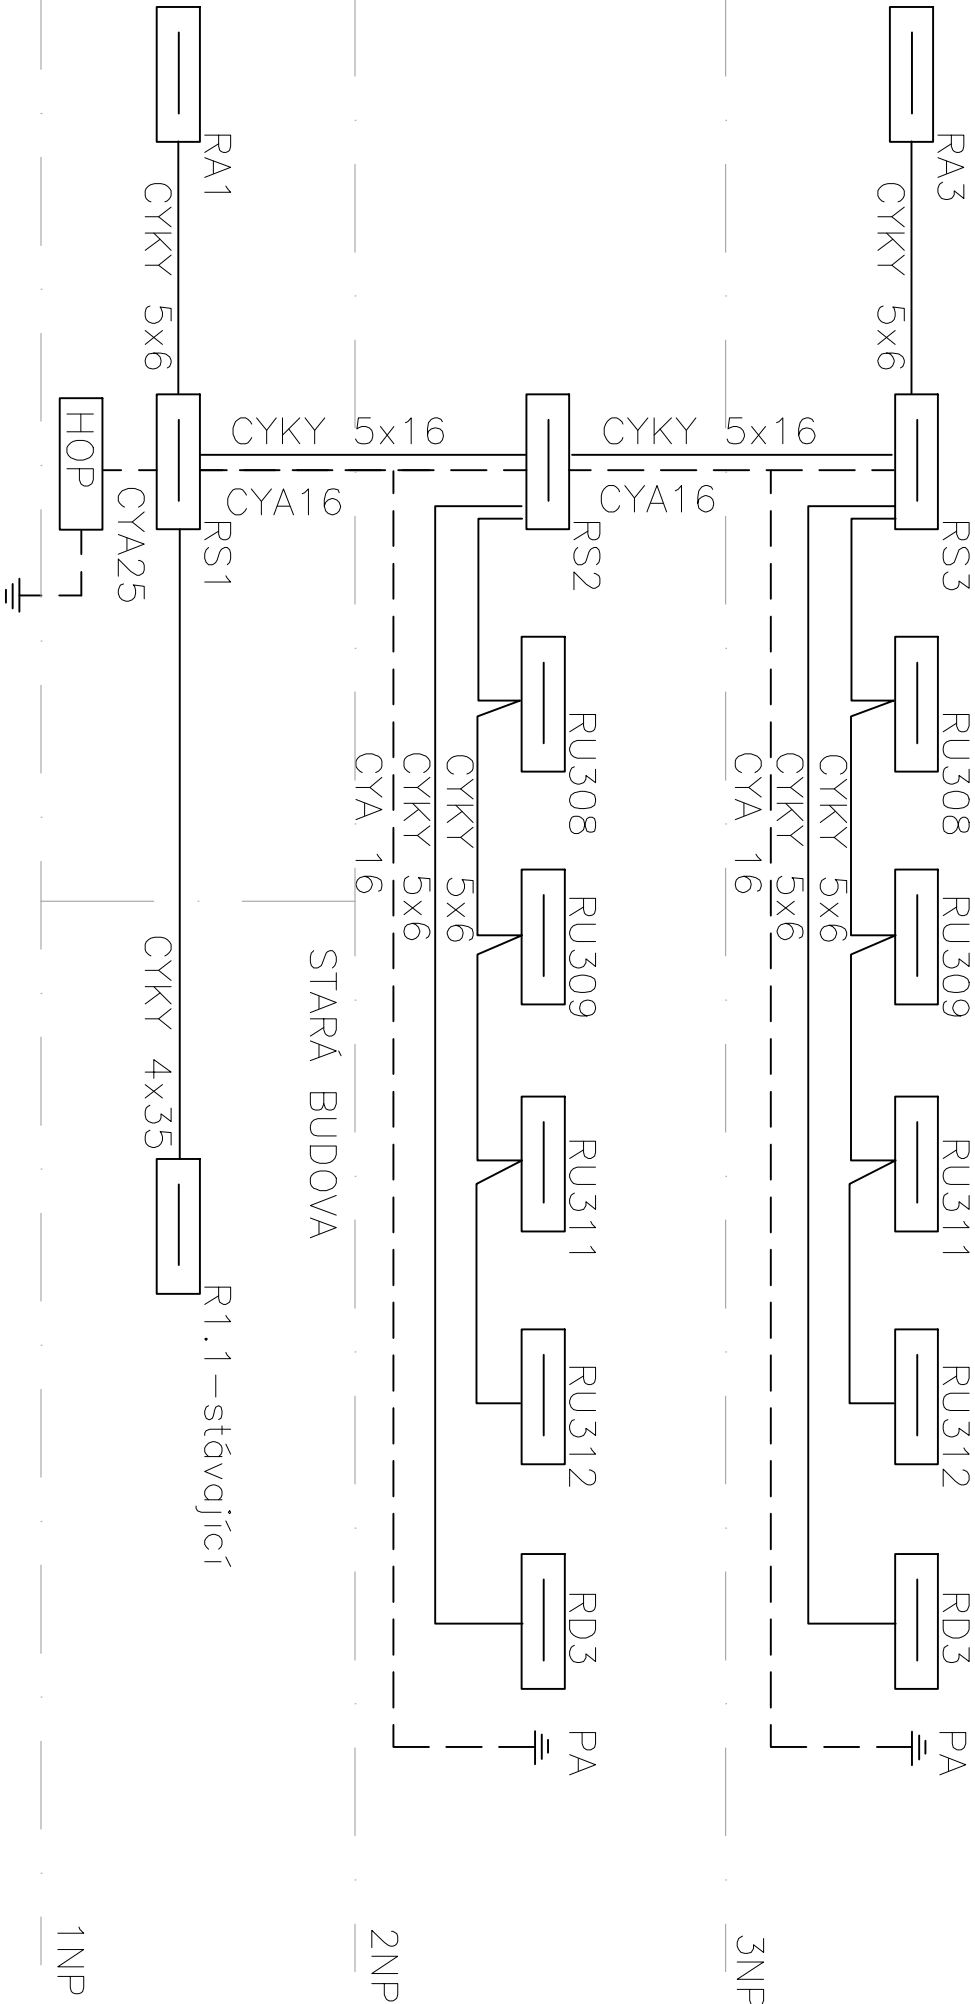 RA3
CYKY 5x6
RS3
RU308
RU309
RU311
RU312
RD3
PA
CYKY 5x6
CYKY 5x6
CYA 16
3NP
CYKY 5x16
CYA16
RS2
RU308
RU309
RU311
RU312
RD3
PA
CYKY 5x6
CYKY 5x6
CYA 16
2NP
CYKY 5x16
CYA16
STARÁ BUDOVA
RA1
CYKY 5x6
RS1
CYKY 4x35
R1.1-stávající
HOP
CYA25
1NP